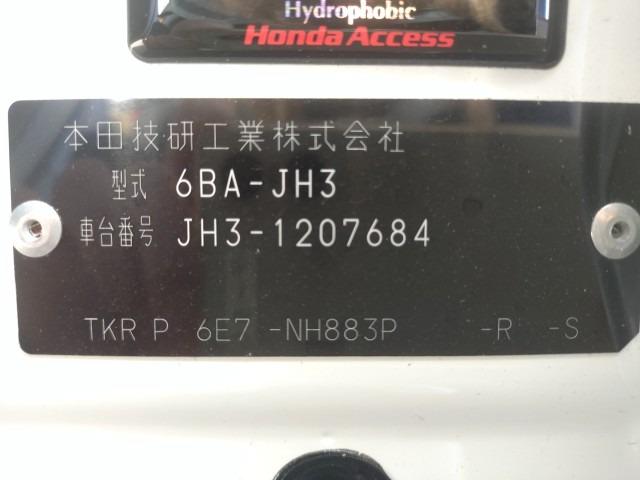 Hydrophobic
Honda Access
本田技研工業株式会社
型式 6BA-JH3
車台番号 JH3-1207684
TKR P 6E7 -NH883P -R -S